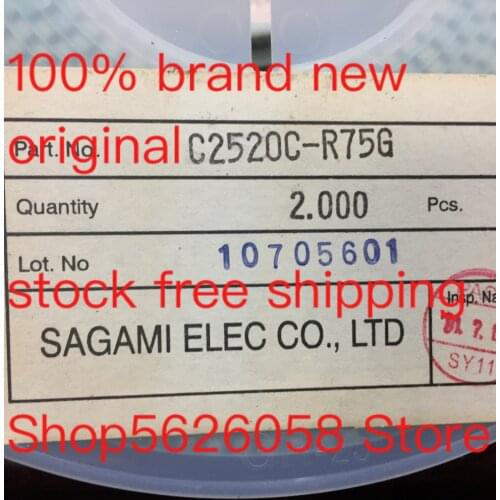 100% brand new
original
Part. No. C2520C-R75G
Quantity 2.000 Pcs.
Lot. No 10705601
stock free shipping
Insp.
SAGAMI ELEC CO., LTD
SY11
Shop5626058 Store